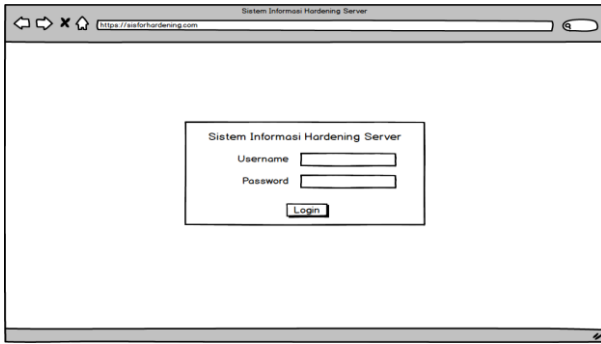 Sistem Informasi Hardening Server
https://sisforhardening.com
Sistem Informasi Hardening Server
Username
Password
Login